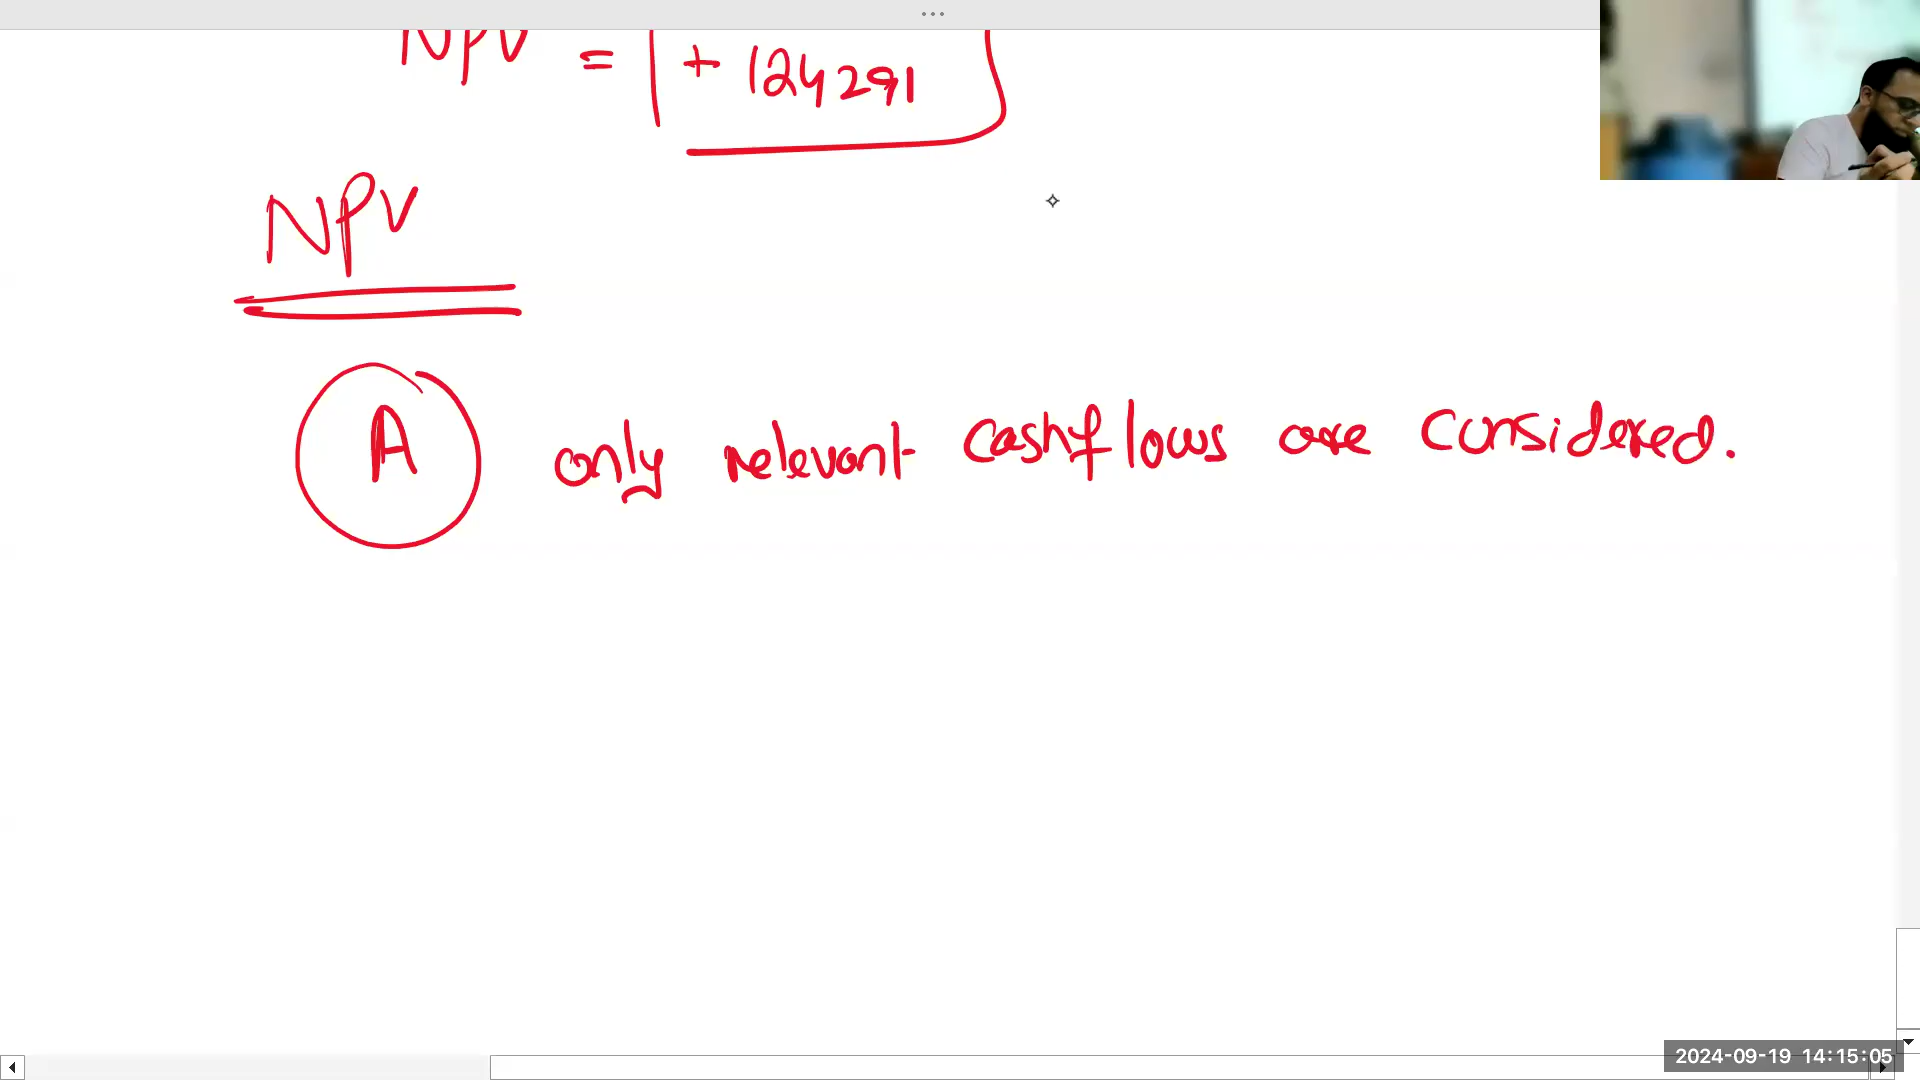 NPV = + 124291
NPV
A only relevant cashflows are considered.
2024-09-19 14:15:05